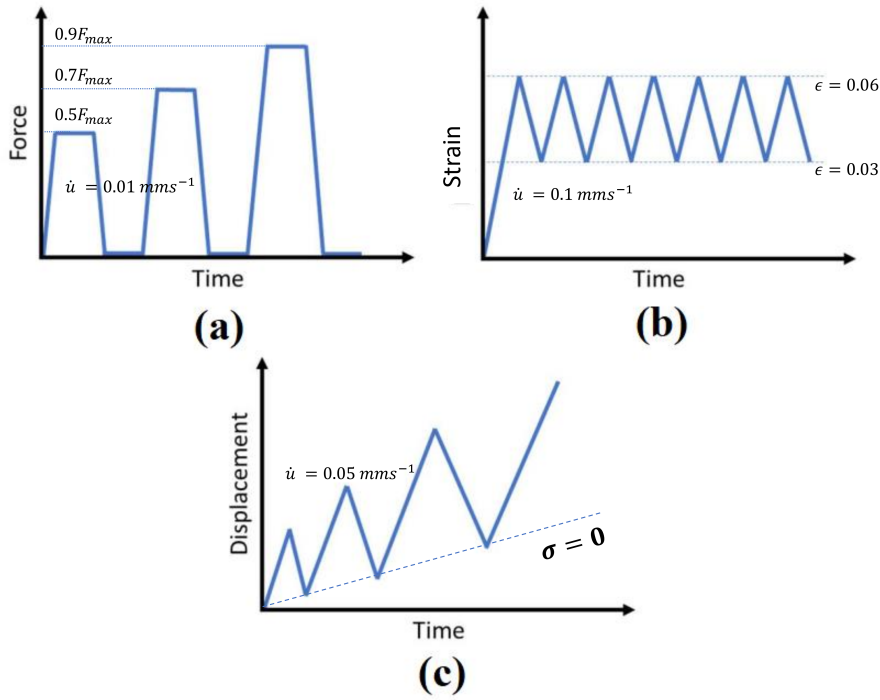 0.9F_max
0.7F_max
0.5F_max
Force
u̇ = 0.01 mms⁻¹
Time
(a)
Strain
ϵ = 0.06
ϵ = 0.03
u̇ = 0.1 mms⁻¹
Time
(b)
Displacement
u̇ = 0.05 mms⁻¹
σ = 0
Time
(c)